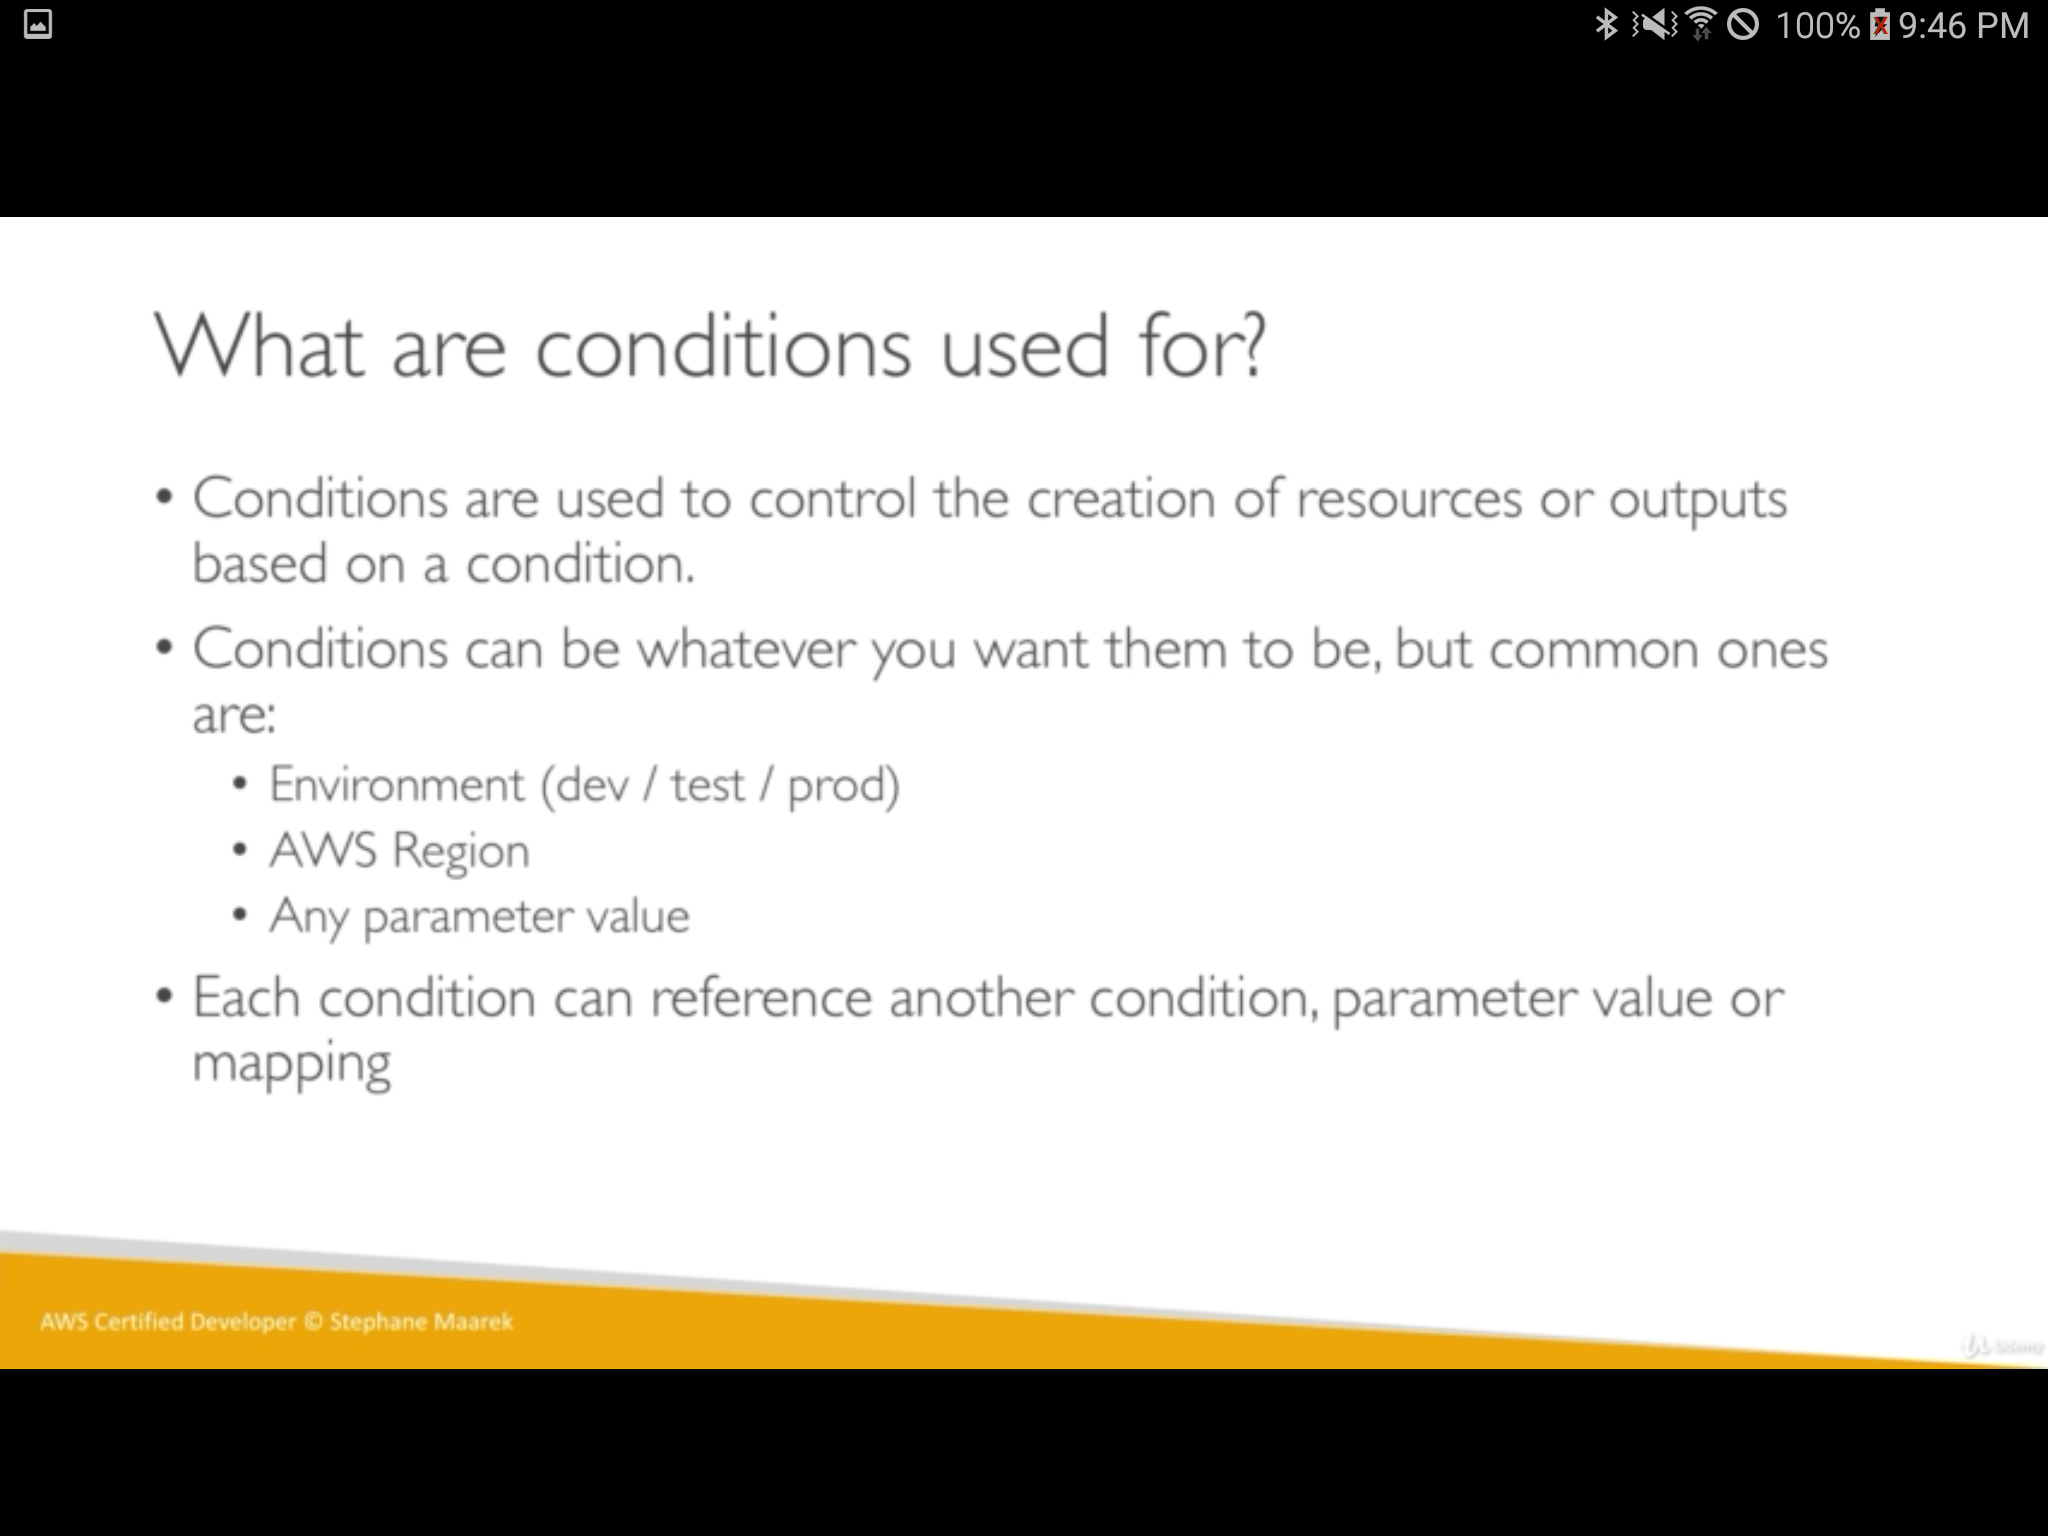 100% 9:46 PM
What are conditions used for?
• Conditions are used to control the creation of resources or outputs
based on a condition.
• Conditions can be whatever you want them to be, but common ones
are:
• Environment (dev / test / prod)
• AWS Region
• Any parameter value
• Each condition can reference another condition, parameter value or
mapping
AWS Certified Developer © Stephane Maarek
Udemy